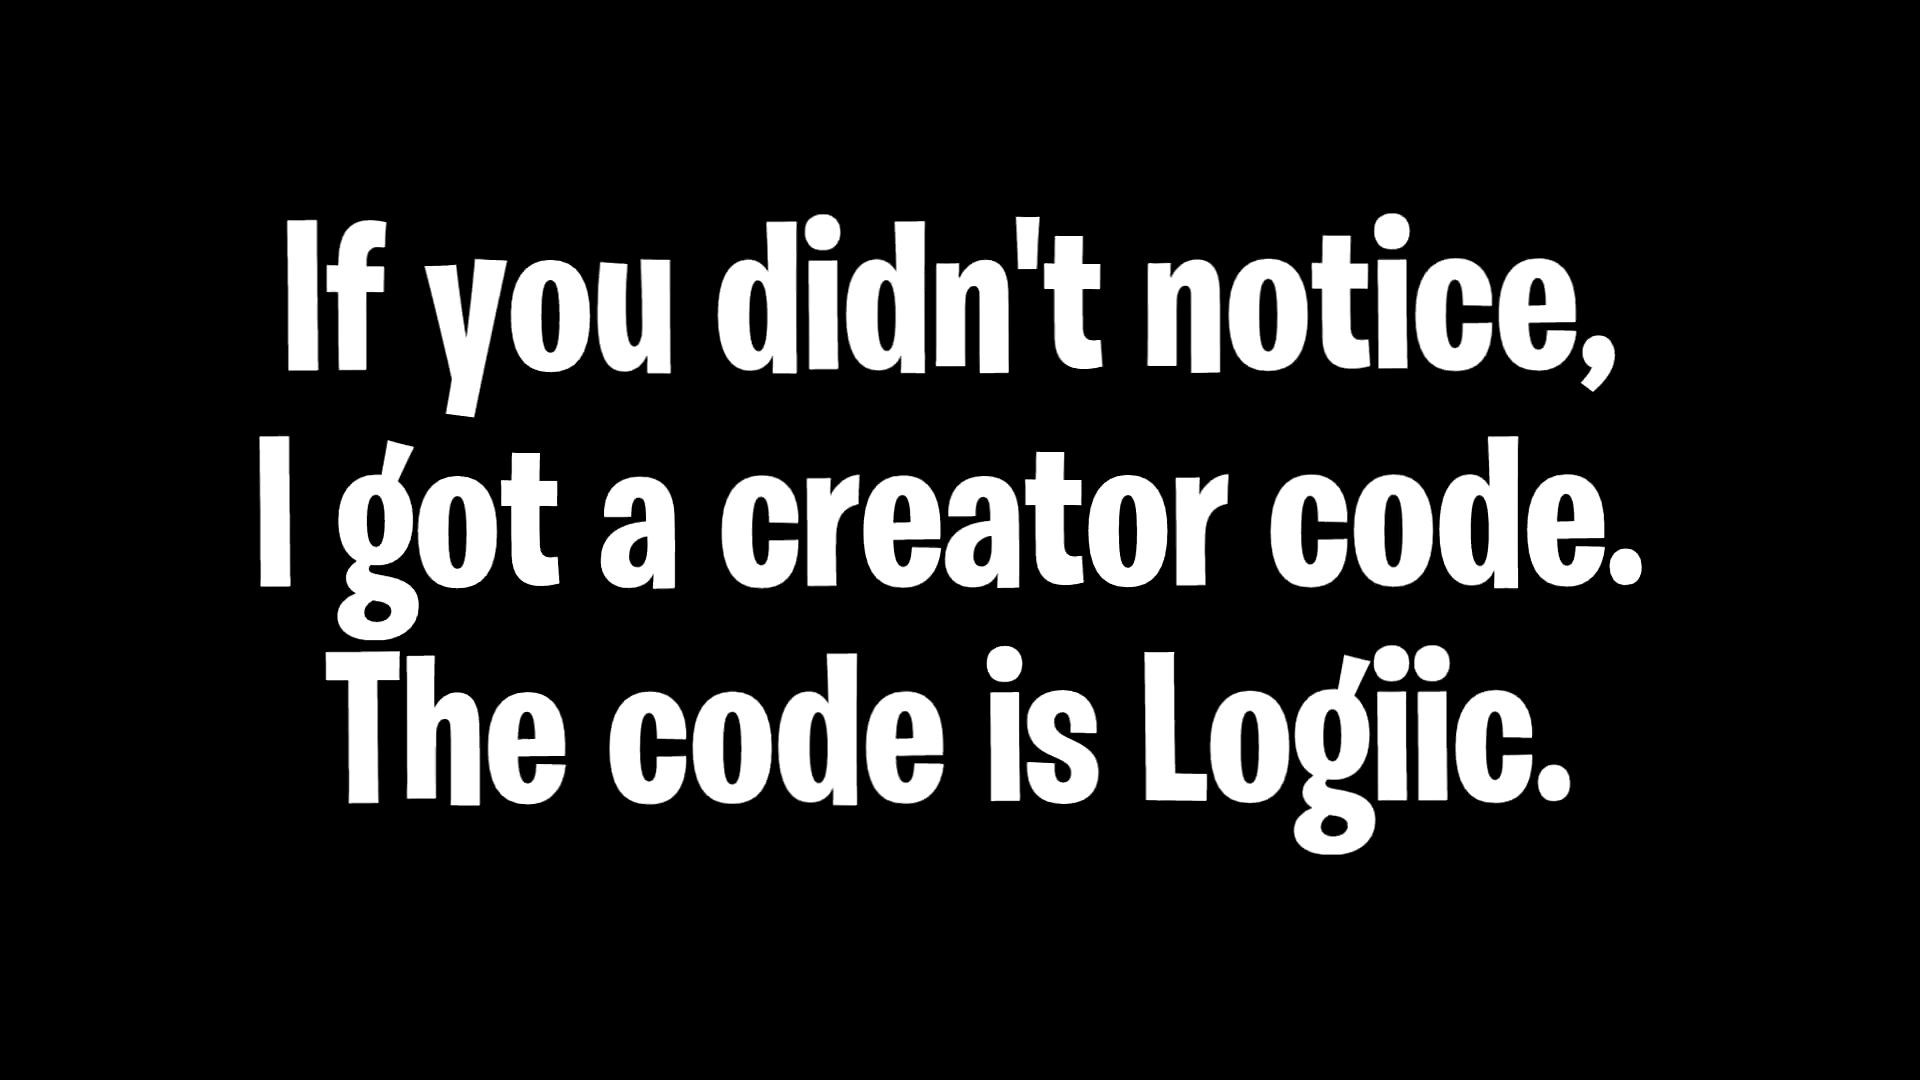 If you didn't notice,
I got a creator code.
The code is Logiic.